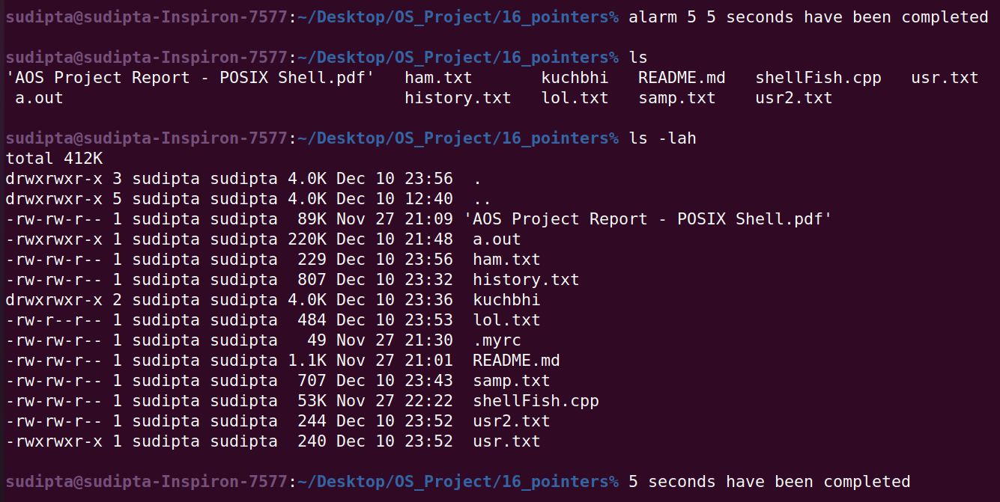 sudipta@sudipta-Inspiron-7577:~/Desktop/OS_Project/16_pointers% alarm 5 5 seconds have been completed
sudipta@sudipta-Inspiron-7577:~/Desktop/OS_Project/16_pointers% ls
'AOS Project Report - POSIX Shell.pdf'   ham.txt       kuchbhi   README.md   shellFish.cpp   usr.txt
 a.out                                   history.txt   lol.txt   samp.txt    usr2.txt
sudipta@sudipta-Inspiron-7577:~/Desktop/OS_Project/16_pointers% ls -lah
total 412K
drwxrwxr-x 3 sudipta sudipta 4.0K Dec 10 23:56  .
drwxrwxr-x 5 sudipta sudipta 4.0K Dec 10 12:40  ..
-rw-rw-r-- 1 sudipta sudipta  89K Nov 27 21:09 'AOS Project Report - POSIX Shell.pdf'
-rwxrwxr-x 1 sudipta sudipta 220K Dec 10 21:48  a.out
-rw-rw-r-- 1 sudipta sudipta  229 Dec 10 23:56  ham.txt
-rw-rw-r-- 1 sudipta sudipta  807 Dec 10 23:32  history.txt
drwxrwxr-x 2 sudipta sudipta 4.0K Dec 10 23:36  kuchbhi
-rw-r--r-- 1 sudipta sudipta  484 Dec 10 23:53  lol.txt
-rw-rw-r-- 1 sudipta sudipta   49 Nov 27 21:30  .myrc
-rw-rw-r-- 1 sudipta sudipta 1.1K Nov 27 21:01  README.md
-rw-rw-r-- 1 sudipta sudipta  707 Dec 10 23:43  samp.txt
-rw-rw-r-- 1 sudipta sudipta  53K Nov 27 22:22  shellFish.cpp
-rw-rw-r-- 1 sudipta sudipta  244 Dec 10 23:52  usr2.txt
-rwxrwxr-x 1 sudipta sudipta  240 Dec 10 23:52  usr.txt
sudipta@sudipta-Inspiron-7577:~/Desktop/OS_Project/16_pointers% 5 seconds have been completed